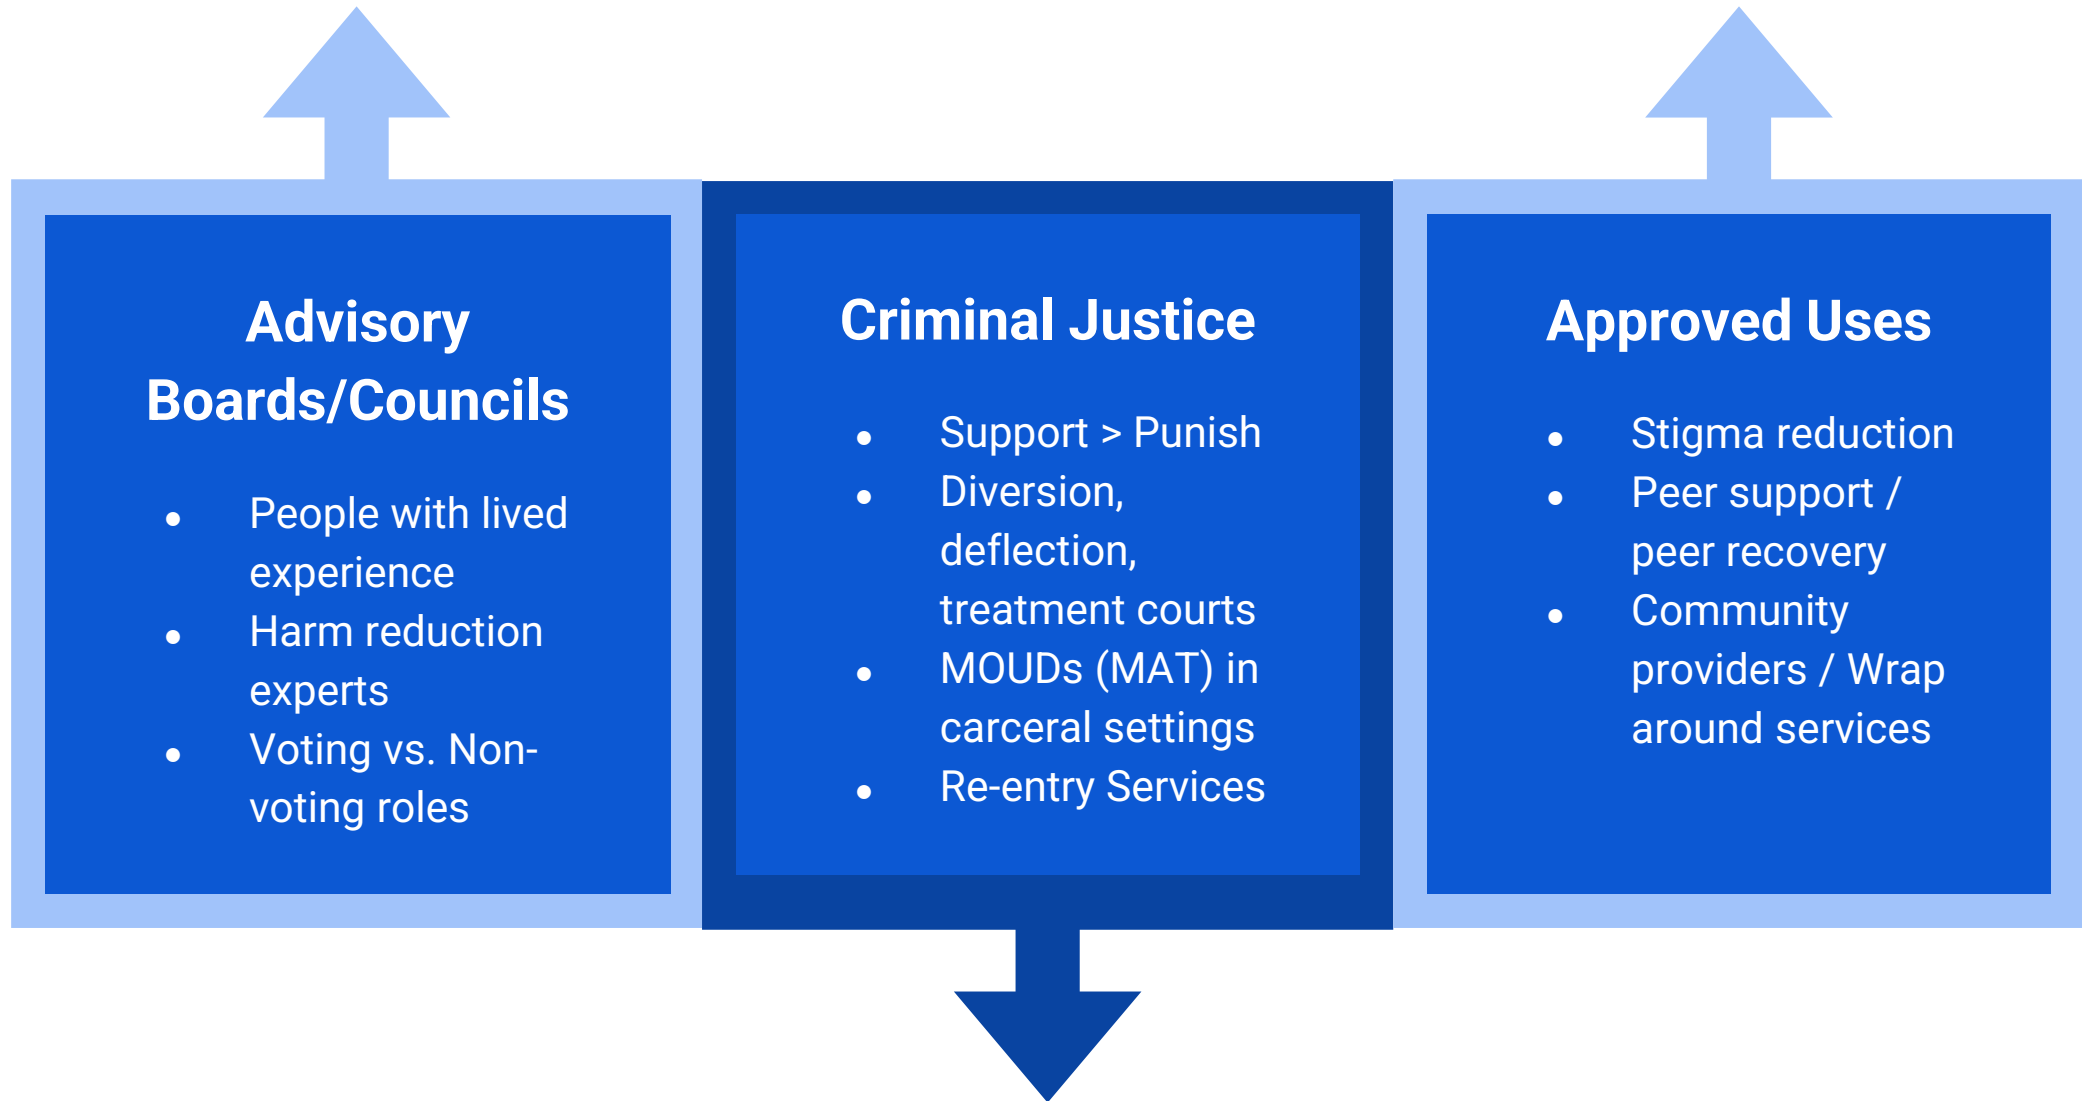 Advisory
Boards/Councils
• People with lived
experience
• Harm reduction
experts
• Voting vs. Non-
voting roles
Criminal Justice
• Support > Punish
• Diversion,
deflection,
treatment courts
• MOUDs (MAT) in
carceral settings
• Re-entry Services
Approved Uses
• Stigma reduction
• Peer support /
peer recovery
• Community
providers / Wrap
around services